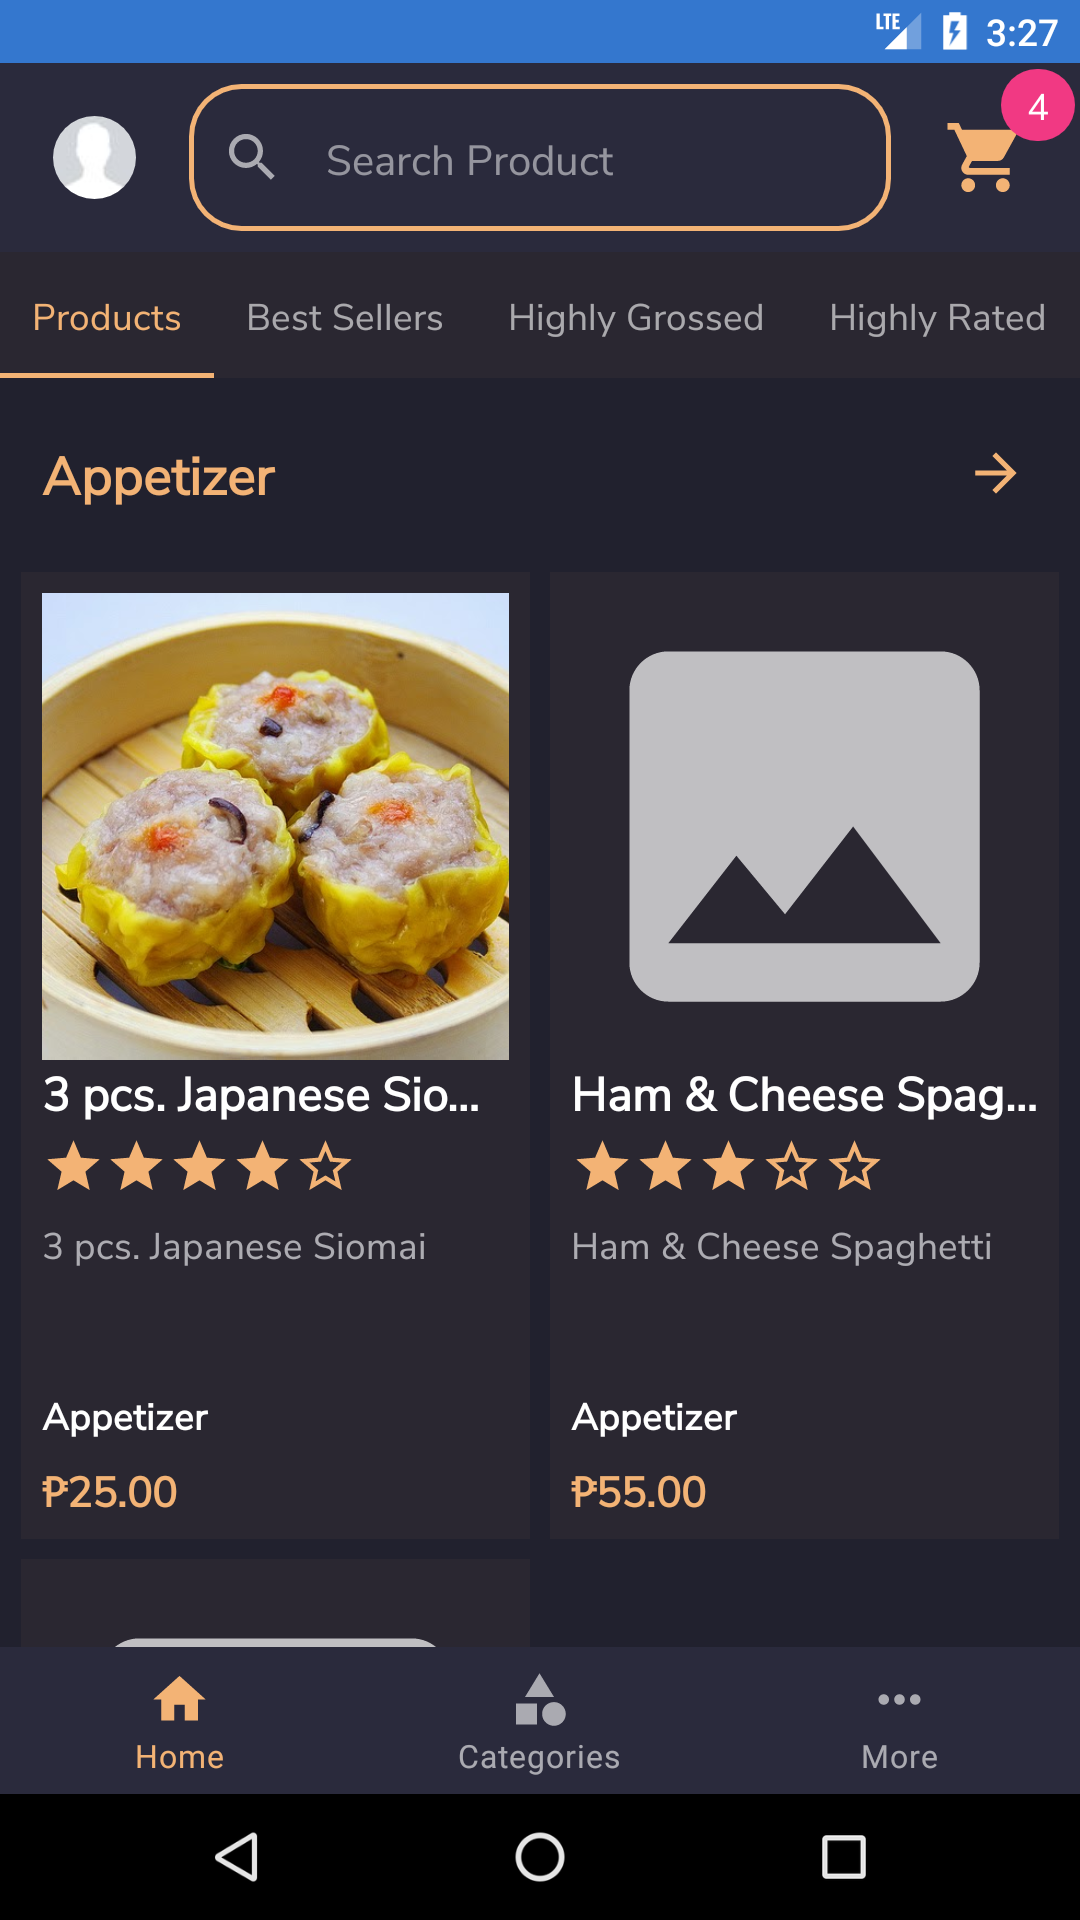 LTE 3:27
4
Search Product
Products Best Sellers Highly Grossed Highly Rated
Appetizer
3 pcs. Japanese Sio...
3 pcs. Japanese Siomai
Appetizer
₱25.00
Ham & Cheese Spag...
Ham & Cheese Spaghetti
Appetizer
₱55.00
Home Categories More